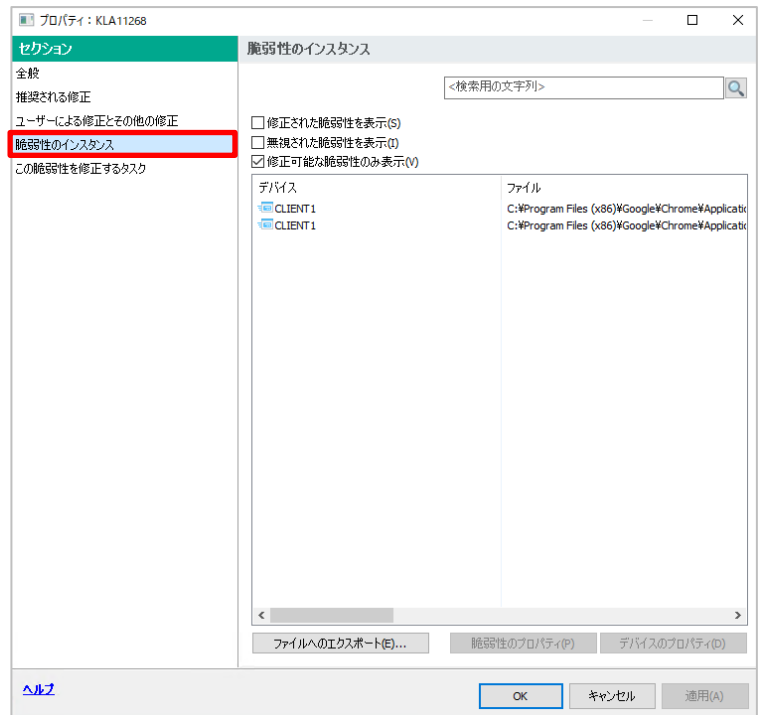 プロパティ：KLA11268
セクション
全般
推奨される修正
ユーザーによる修正とその他の修正
脆弱性のインスタンス
この脆弱性を修正するタスク
脆弱性のインスタンス
<検索用の文字列>
修正された脆弱性を表示(S)
無視された脆弱性を表示(I)
修正可能な脆弱性のみ表示(V)
デバイス ファイル
CLIENT1 C:¥Program Files (x86)¥Google¥Chrome¥Applicatic
CLIENT1 C:¥Program Files (x86)¥Google¥Chrome¥Applicatic
ファイルへのエクスポート(E)... 脆弱性のプロパティ(P) デバイスのプロパティ(D)
ヘルプ
OK キャンセル 適用(A)